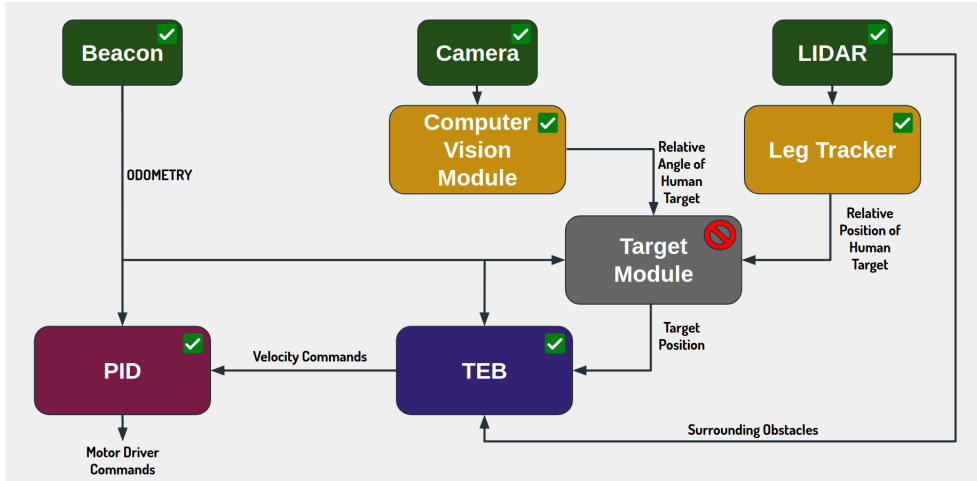 Beacon
Camera
LIDAR
Computer
Vision
Module
Leg Tracker
ODOMETRY
Relative
Angle of
Human
Target
Relative
Position of
Human
Target
Target
Module
Target
Position
PID
Velocity Commands
TEB
Surrounding Obstacles
Motor Driver
Commands